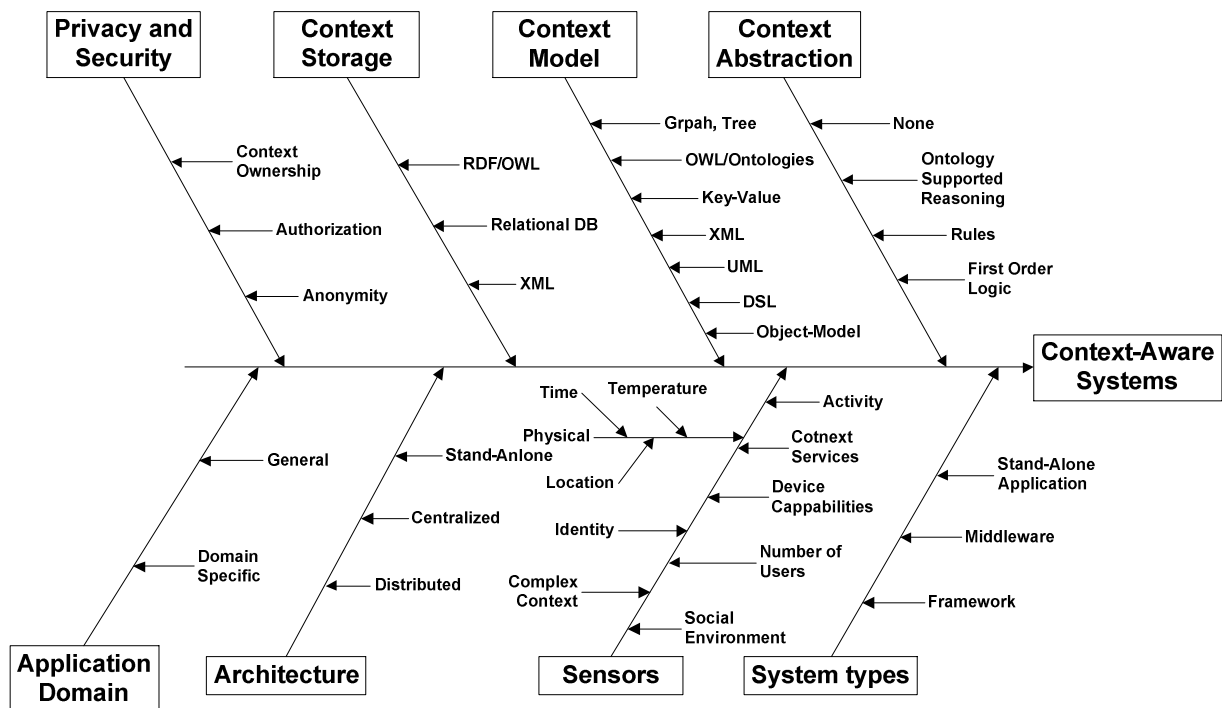 Privacy and
Security
Context
Storage
Context
Model
Context
Abstraction
Context
Ownership
Authorization
Anonymity
RDF/OWL
Relational DB
XML
Grpah, Tree
OWL/Ontologies
Key-Value
XML
UML
DSL
Object-Model
None
Ontology
Supported
Reasoning
Rules
First Order
Logic
Context-Aware
Systems
General
Domain
Specific
Stand-Anlone
Centralized
Distributed
Time
Temperature
Physical
Location
Identity
Complex
Context
Activity
Cotnext
Services
Device
Cappabilities
Number of
Users
Social
Environment
Stand-Alone
Application
Middleware
Framework
Application
Domain
Architecture
Sensors
System types